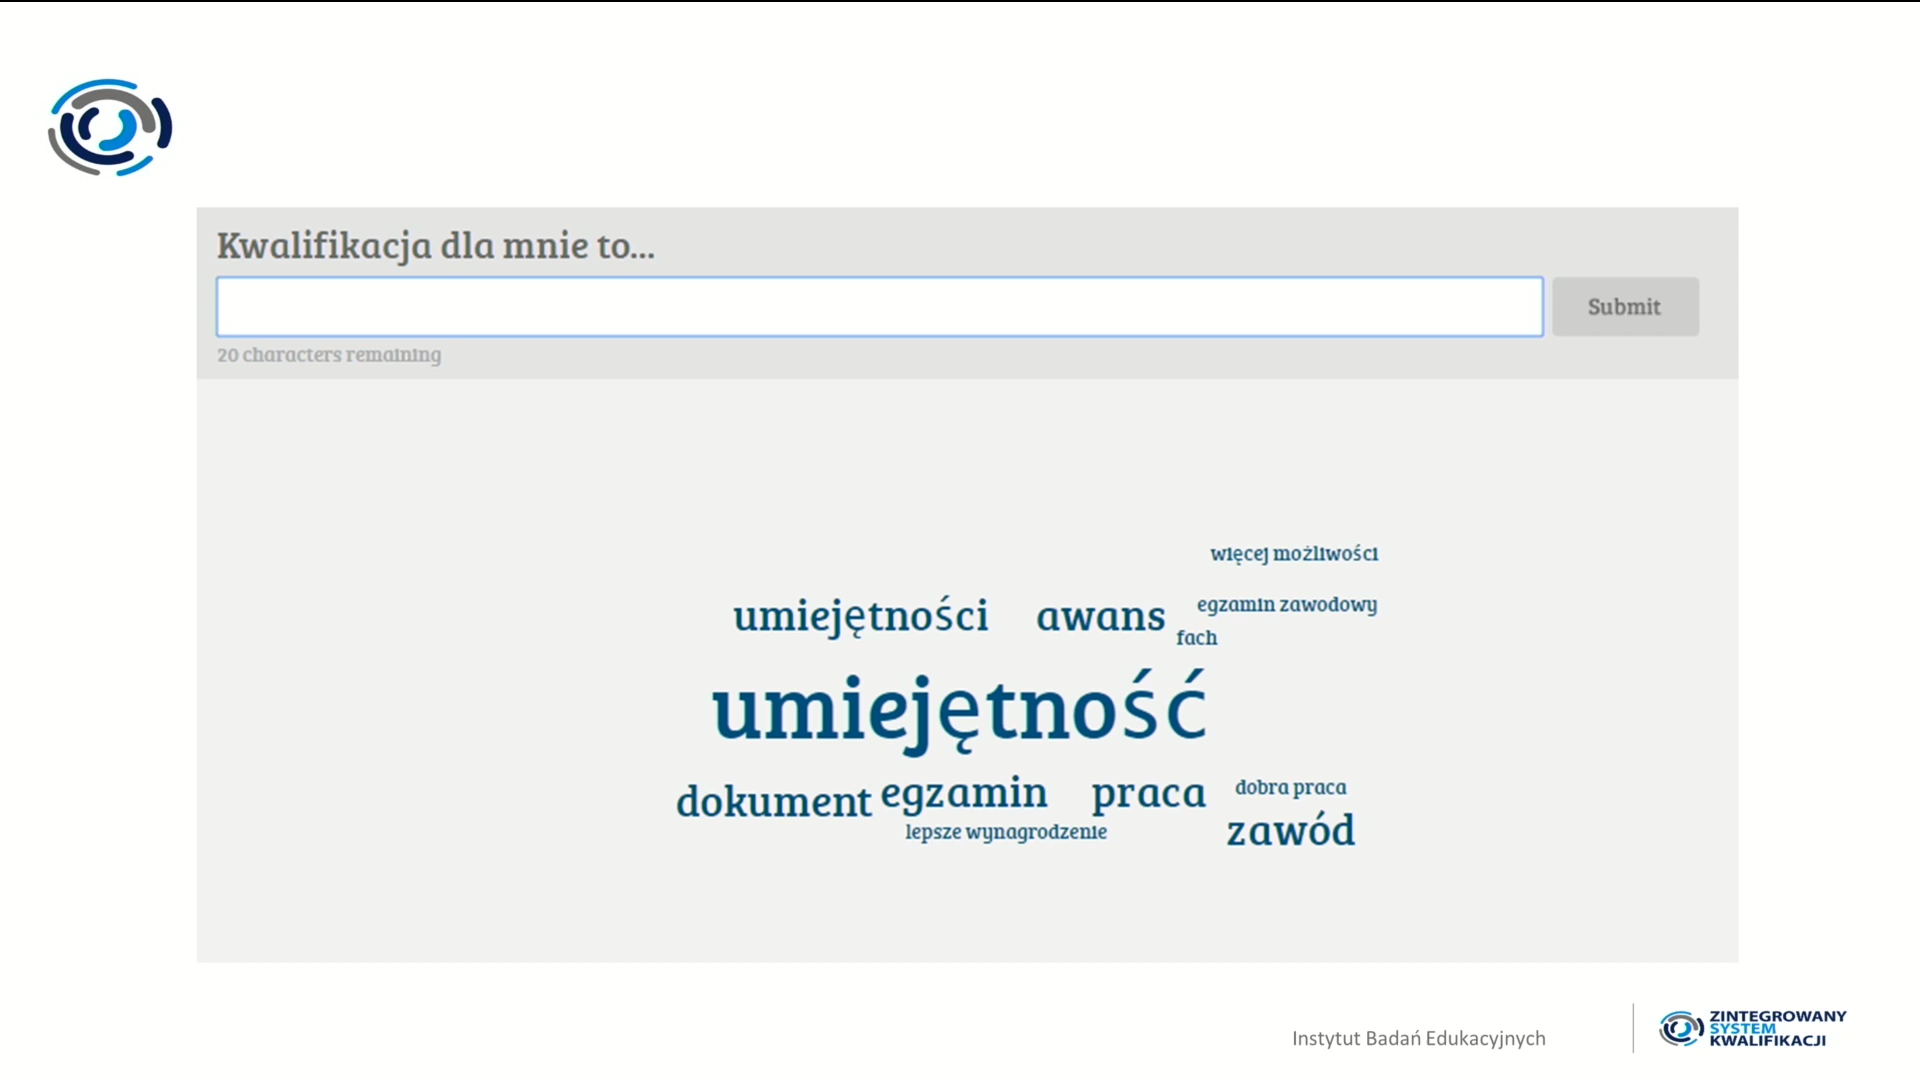 Kwalifikacja dla mnie to...
Submit
20 characters remaining
więcej możliwości
umiejętności
awans
egzamin zawodowy
fach
umiejętność
dokument
egzamin
praca
dobra praca
lepsze wynagrodzenie
zawód
Instytut Badań Edukacyjnych
ZINTEGROWANY
SYSTEM
KWALIFIKACJI